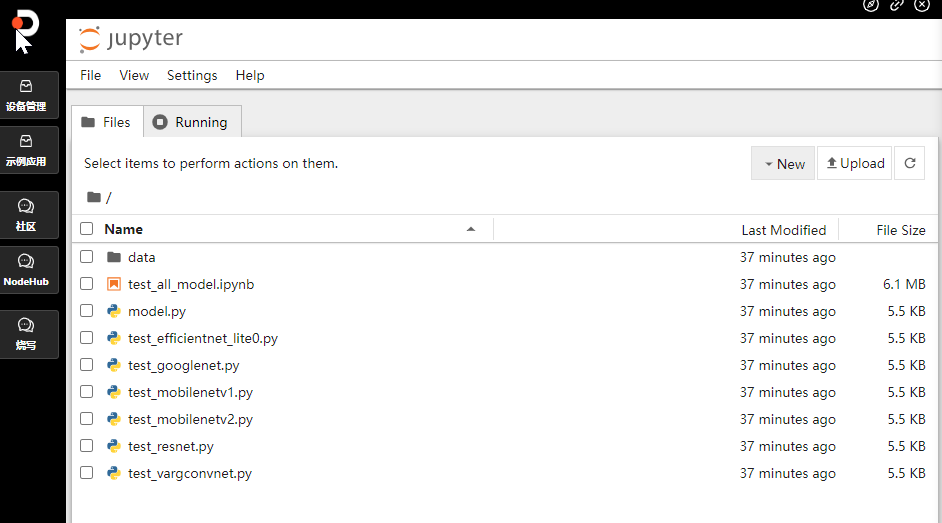 jupyter
File View Settings Help
设备管理
示例应用
社区
NodeHub
烧写
Files Running
Select items to perform actions on them.
New Upload
/
Name Last Modified File Size
data 37 minutes ago
test_all_model.ipynb 37 minutes ago 6.1 MB
model.py 37 minutes ago 5.5 KB
test_efficientnet_lite0.py 37 minutes ago 5.5 KB
test_googlenet.py 37 minutes ago 5.5 KB
test_mobilenetv1.py 37 minutes ago 5.5 KB
test_mobilenetv2.py 37 minutes ago 5.5 KB
test_resnet.py 37 minutes ago 5.5 KB
test_vargconvnet.py 37 minutes ago 5.5 KB